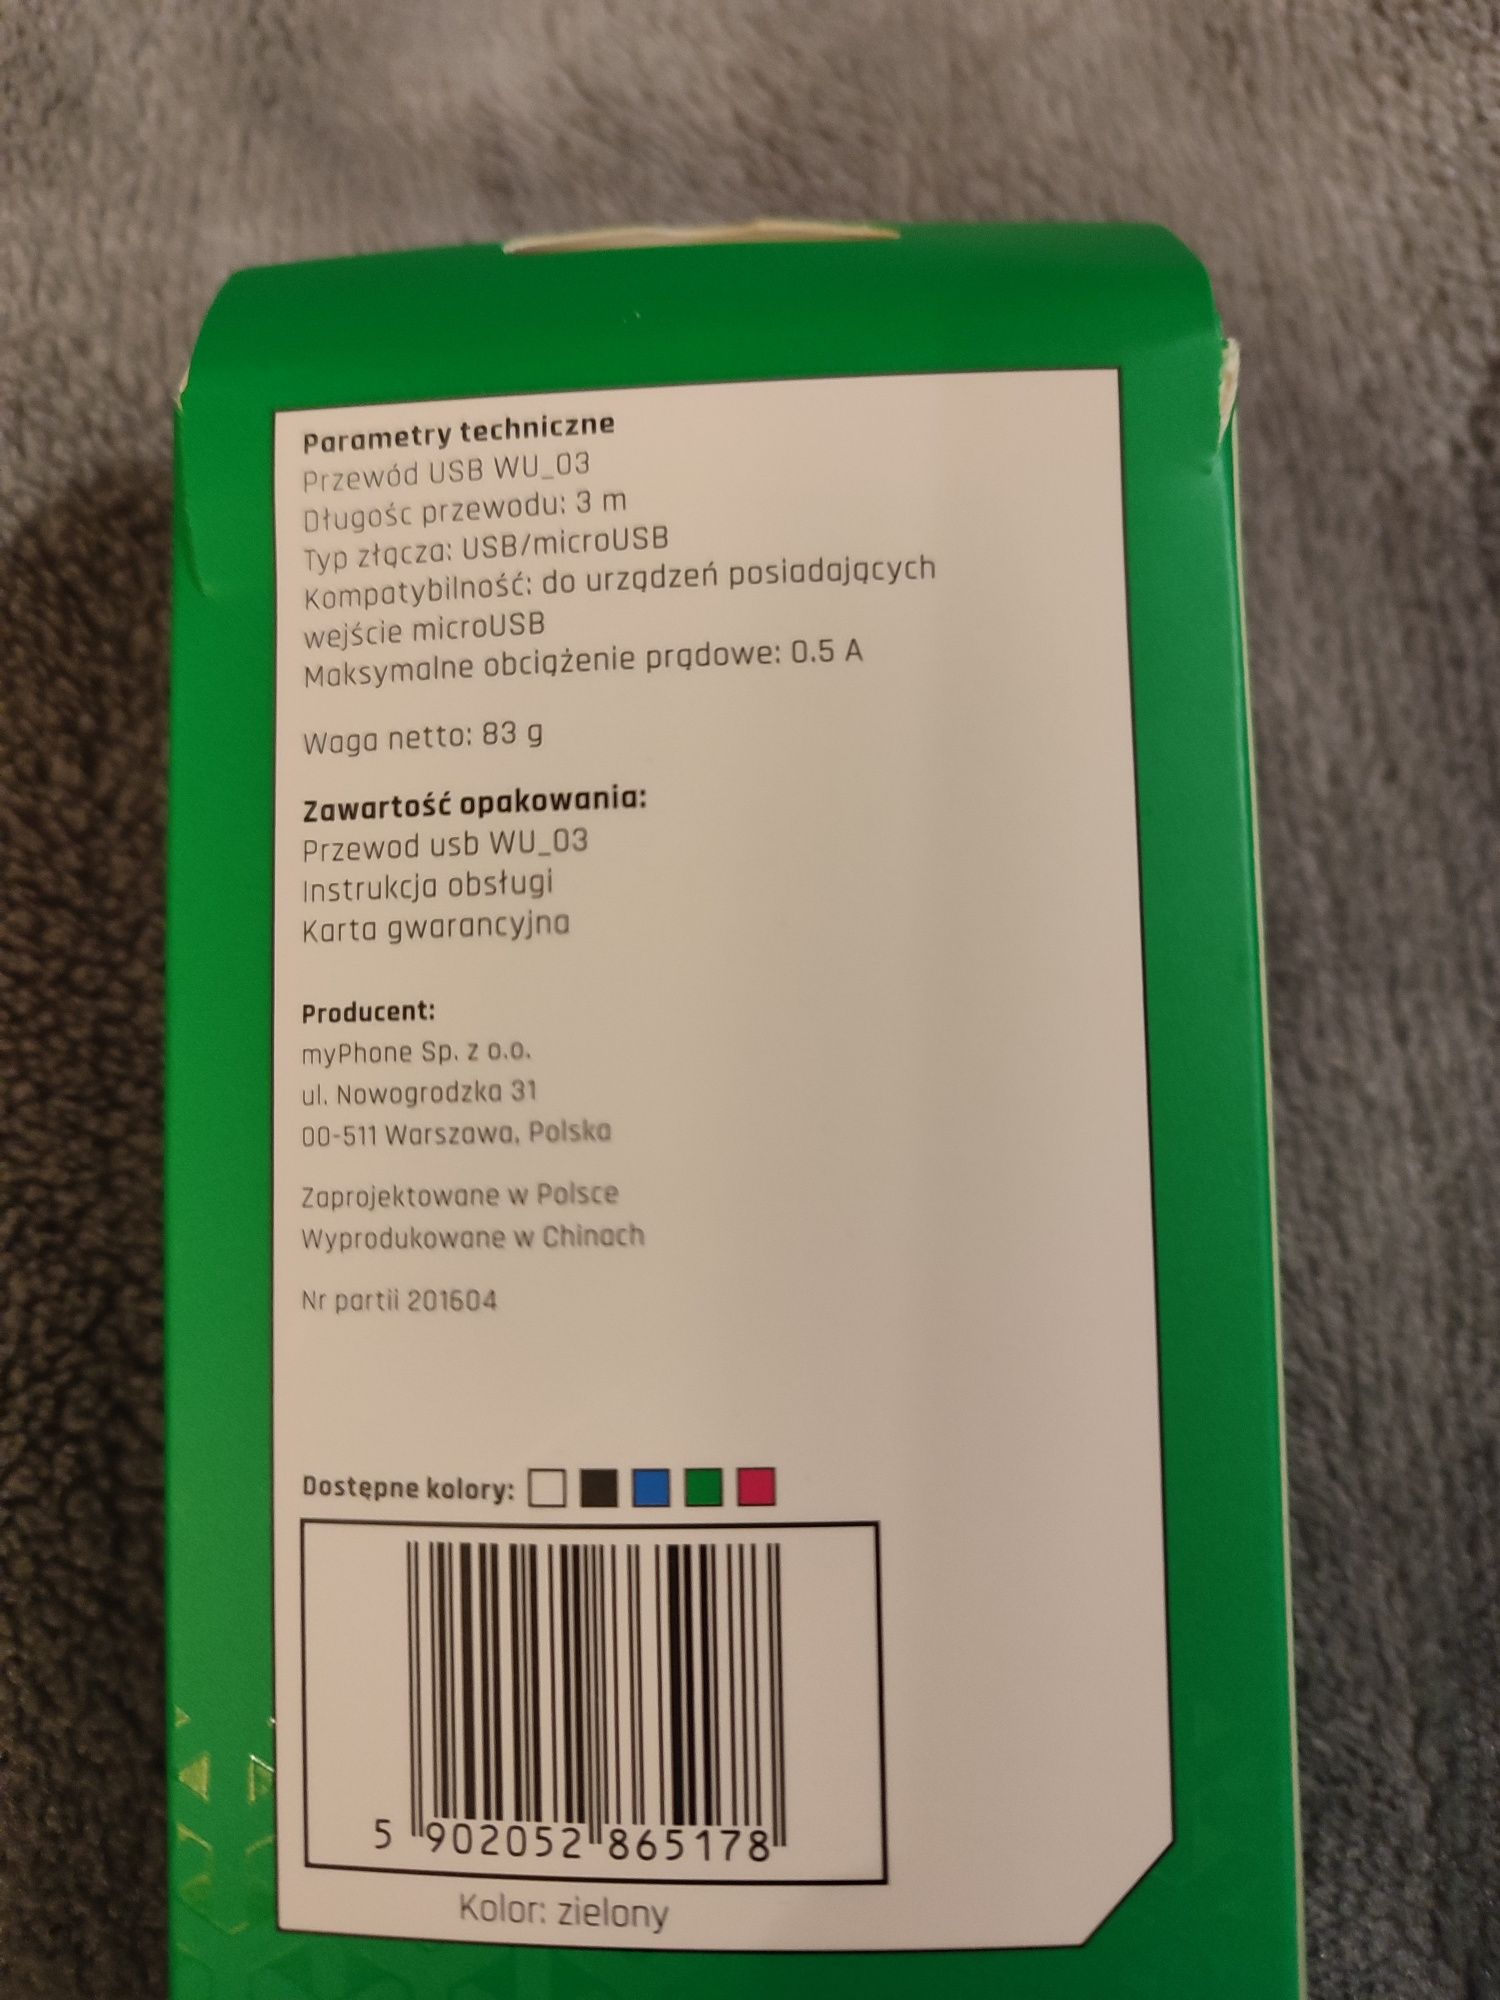 Parametry techniczne
Przewód USB WU_03
Długośc przewodu: 3 m
Typ złącza: USB/microUSB
Kompatybilność: do urządzeń posiadających
wejście microUSB
Maksymalne obciążenie prądowe: 0.5 A
Waga netto: 83 g
Zawartość opakowania:
Przewod usb WU_03
Instrukcja obsługi
Karta gwarancyjna
Producent:
myPhone Sp. z o.o.
ul. Nowogrodzka 31
00-511 Warszawa, Polska
Zaprojektowane w Polsce
Wyprodukowane w Chinach
Nr partii 201604
Dostępne kolory:
5 902052 865178
Kolor: zielony